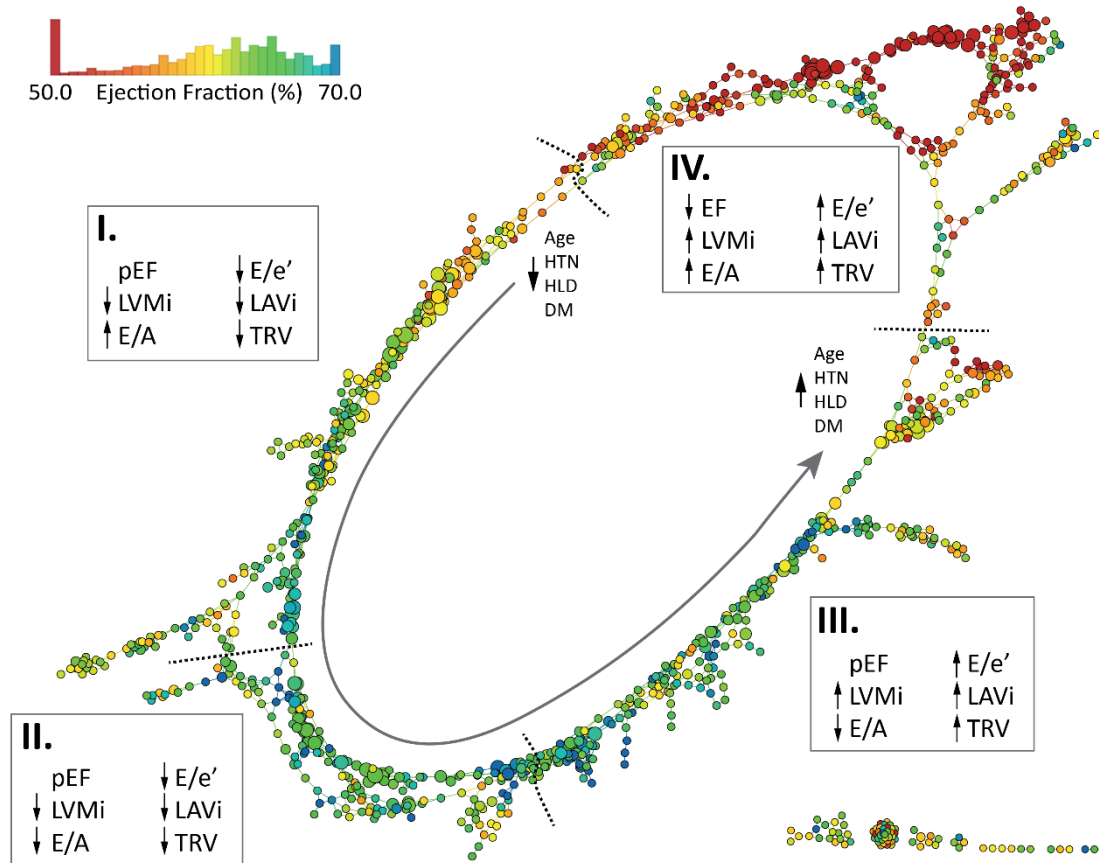 50.0 Ejection Fraction (%) 70.0
I.
pEF ↓ E/e’
↓ LVMi ↓ LAVi
↑ E/A ↓ TRV
Age
HTN
↓ HLD
DM
IV.
↓ EF ↑ E/e’
↑ LVMi ↑ LAVi
↑ E/A ↑ TRV
Age
↑ HTN
HLD
DM
II.
pEF ↓ E/e’
↓ LVMi ↓ LAVi
↓ E/A ↓ TRV
III.
pEF ↑ E/e’
↑ LVMi ↑ LAVi
↓ E/A ↑ TRV